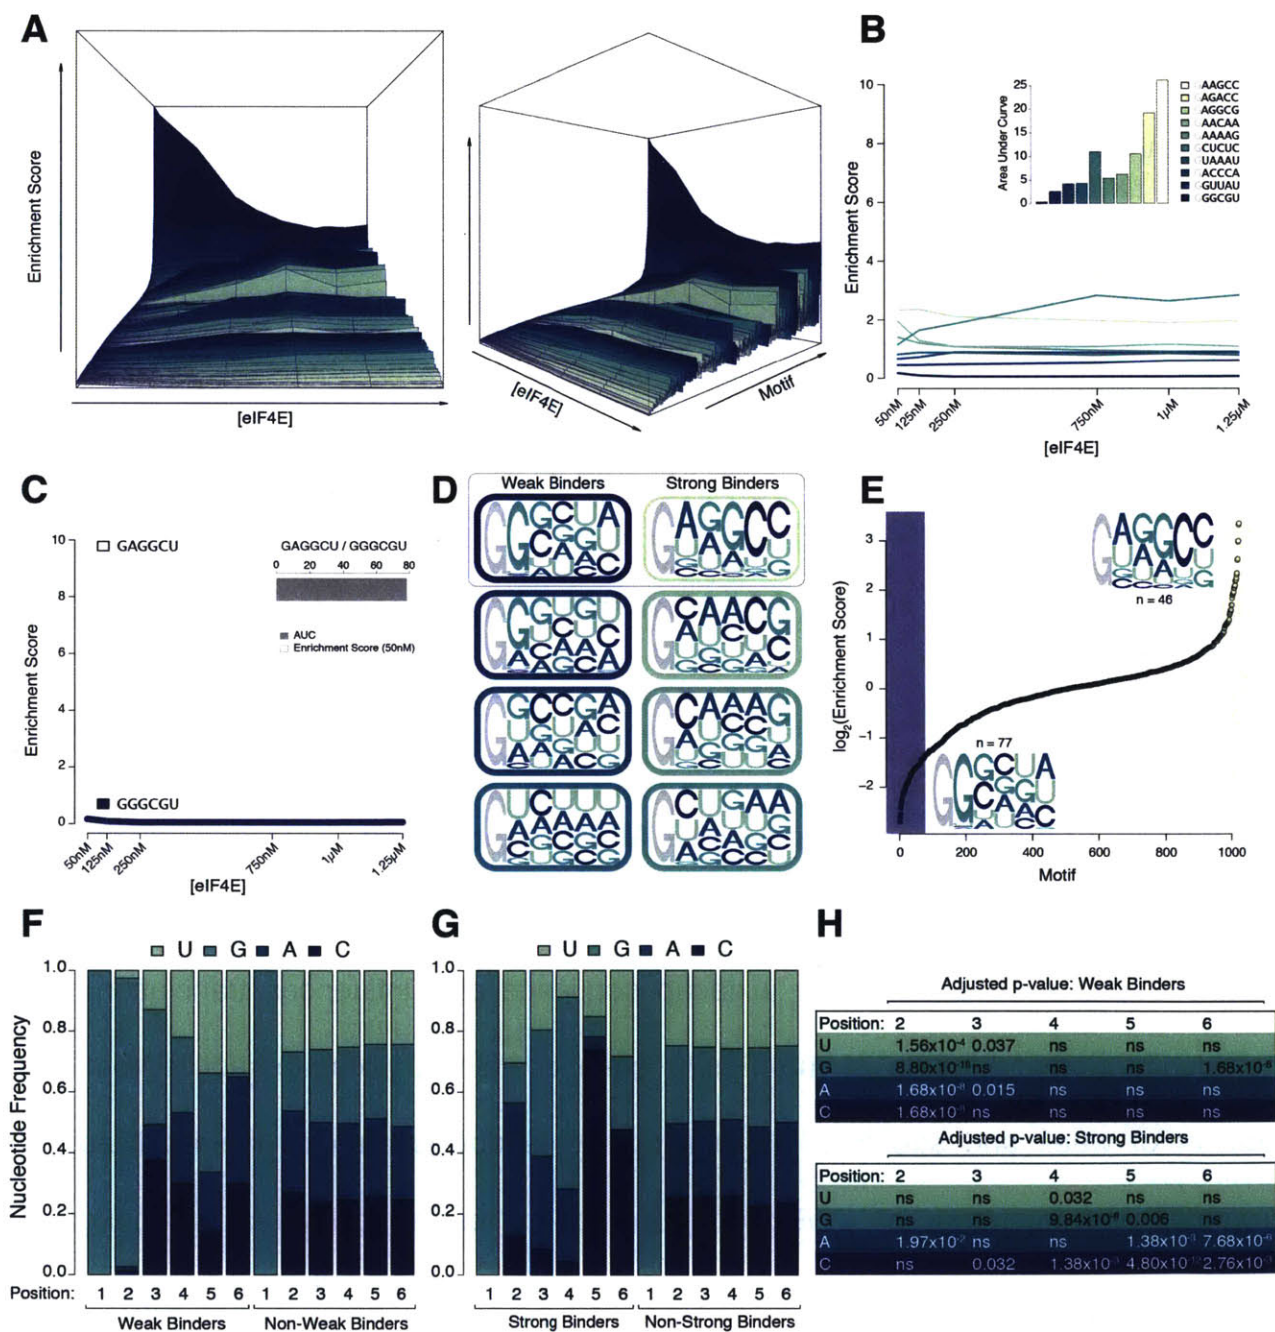 A
Enrichment Score
[eIF4E]
[eIF4E]
Motif
B
Enrichment Score
10
8
6
4
2
0
Area Under Curve
25
20
15
10
5
0
GAAGCC
GAGACC
GAGGCG
GAACAA
GAAAAG
GCUCUC
GUAAAU
GACCCA
GGUUAU
GGGCGU
50nM
125nM
250nM
750nM
1µM
1.25µM
[eIF4E]
C
Enrichment Score
10
8
6
4
2
0
GAGGCU
GAGGCU / GGGCGU
0 20 40 60 80
AUC
Enrichment Score (50nM)
GGGCGU
50nM
125nM
250nM
750nM
1µM
1.25µM
[eIF4E]
D
Weak Binders
Strong Binders
E
log2(Enrichment Score)
3
2
1
0
−1
−2
n = 46
n = 77
0 200 400 600 800 1000
Motif
F
U G A C
Nucleotide Frequency
1.0
0.8
0.6
0.4
0.2
0.0
Position: 1 2 3 4 5 6 1 2 3 4 5 6
Weak Binders Non-Weak Binders
G
U G A C
1.0
0.8
0.6
0.4
0.2
0.0
1 2 3 4 5 6 1 2 3 4 5 6
Strong Binders Non-Strong Binders
H
Adjusted p-value: Weak Binders
Position: 2 3 4 5 6
U 1.56x10⁻⁴ 0.037 ns ns ns
G ns ns ns
A 0.015 ns ns ns
C ns ns ns ns
Adjusted p-value: Strong Binders
Position: 2 3 4 5 6
U ns ns 0.032 ns ns
G ns ns 0.006 ns
A ns ns
C ns 0.032